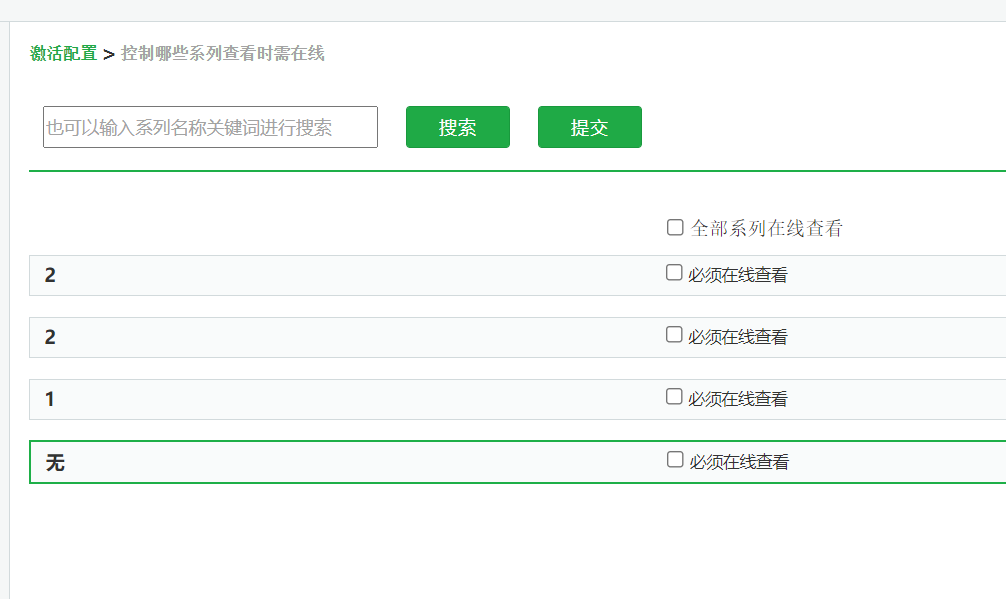 激活配置 > 控制哪些系列查看时需在线
也可以输入系列名称关键词进行搜索 搜索 提交
全部系列在线查看
2 必须在线查看
2 必须在线查看
1 必须在线查看
无 必须在线查看